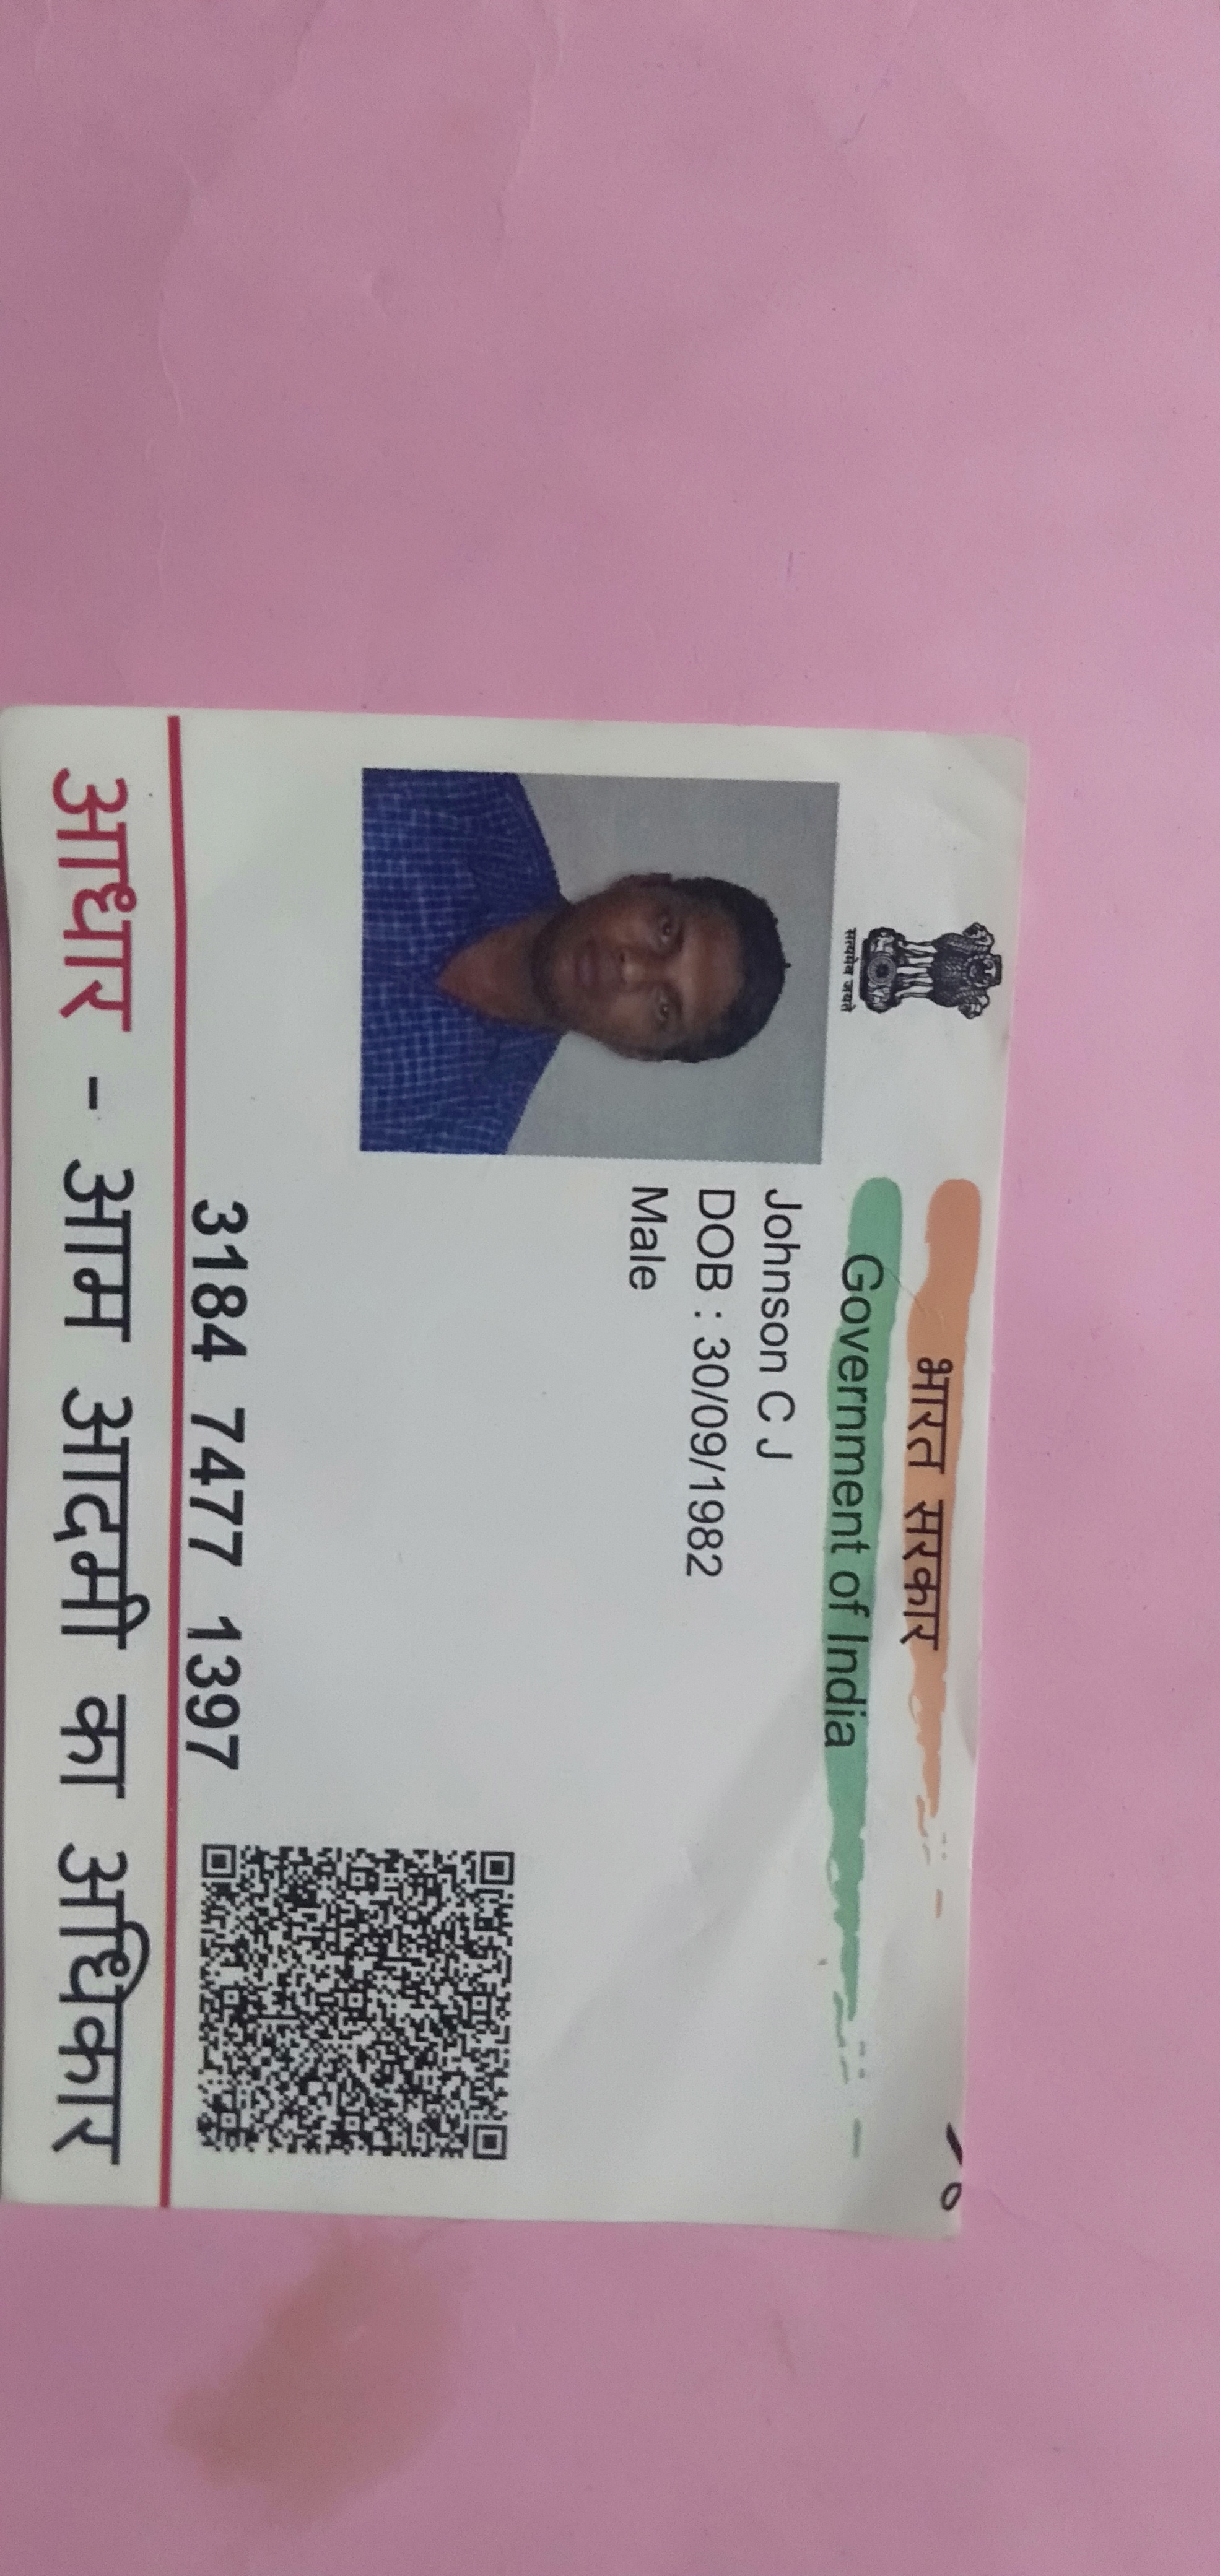 भारत सरकार
Government of India
सत्यमेव जयते
Johnson C J
DOB : 30/09/1982
Male
3184 7477 1397
आधार - आम आदमी का अधिकार